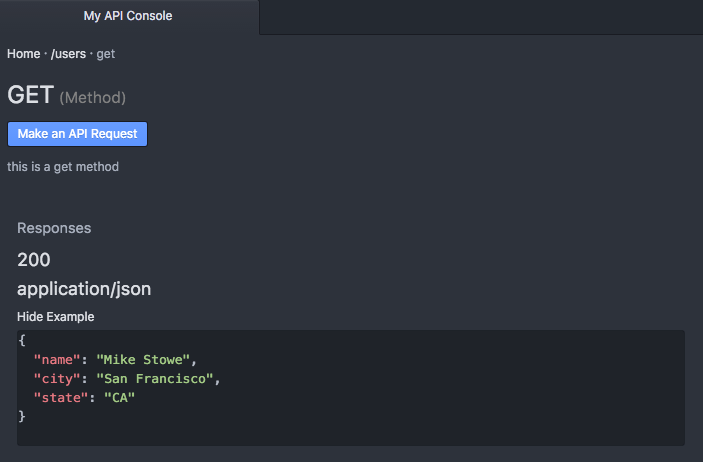 My API Console
Home · /users · get
GET (Method)
Make an API Request
this is a get method
Responses
200
application/json
Hide Example
{
  "name": "Mike Stowe",
  "city": "San Francisco",
  "state": "CA"
}